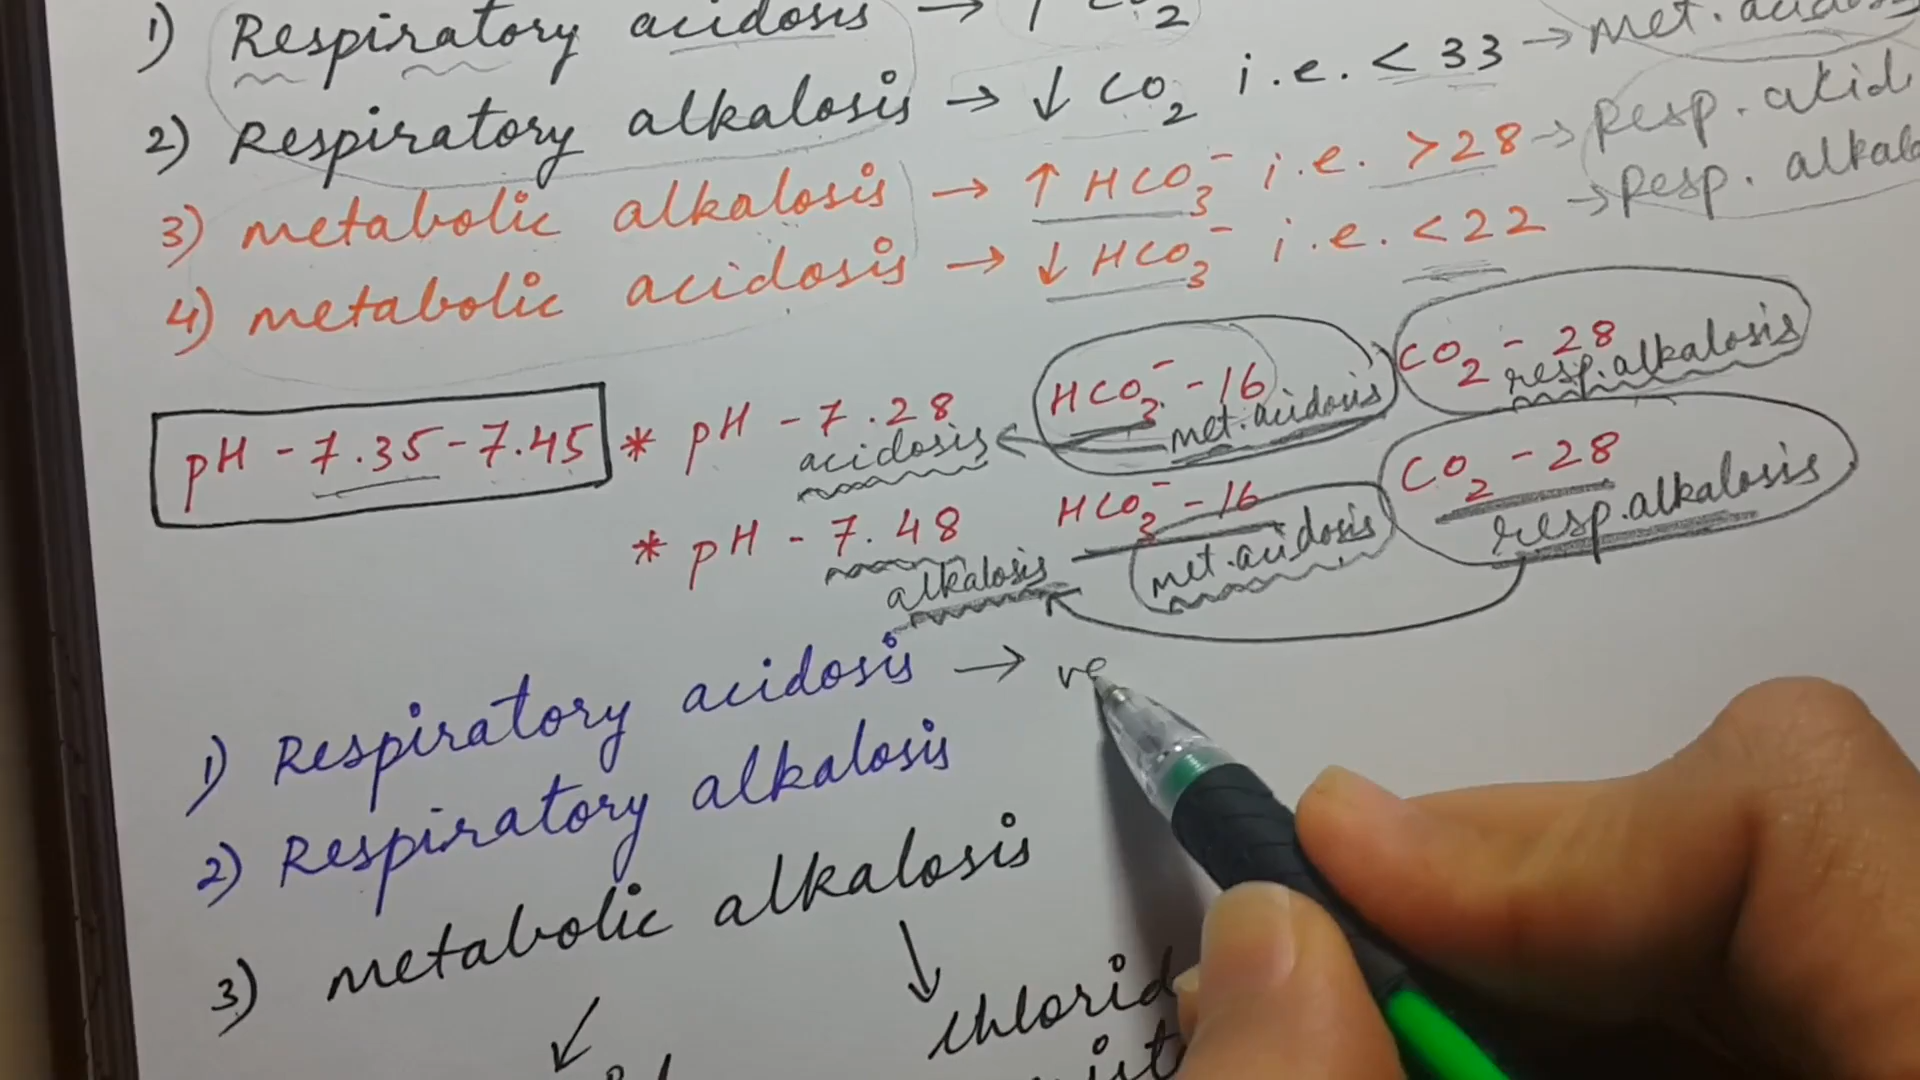 1) Respiratory acidosis → ↑ CO2
2) Respiratory alkalosis → ↓ CO2 i.e. < 33 → met. acidosis
3) metabolic alkalosis → ↑ HCO3⁻ i.e. >28 → Resp. acid
4) metabolic acidosis → ↓ HCO3⁻ i.e. <22 → Resp. alkal
pH - 7.35-7.45 * pH - 7.28 HCO3⁻ - 16 CO2 - 28
acidosis ← met. acidosis resp. alkalosis
* pH - 7.48 HCO3⁻ - 16 CO2 - 28
alkalosis met. acidosis resp. alkalosis
1) Respiratory acidosis → re
2) Respiratory alkalosis
3) metabolic alkalosis
↙ ↘ chlorid
ist